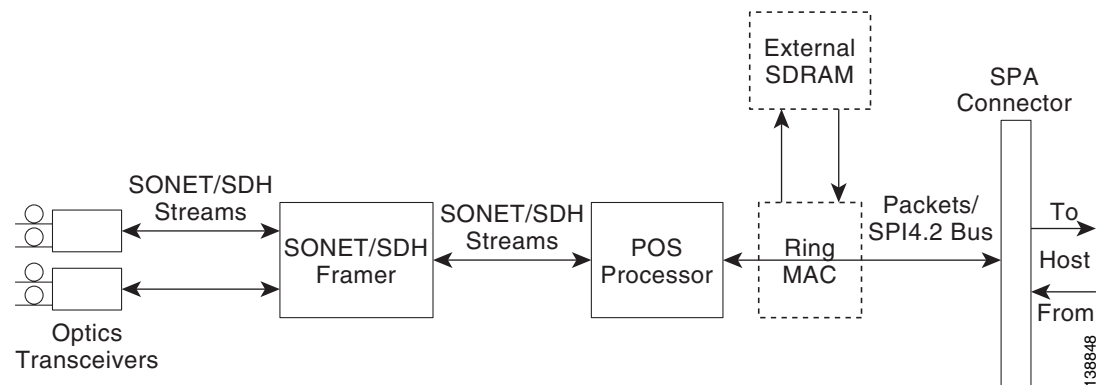 External
SDRAM
SPA
Connector
SONET/SDH
Streams
SONET/SDH
Streams
Packets/
SPI4.2 Bus
To
SONET/SDH
Framer
POS
Processor
Ring
MAC
Host
From
Optics
Transceivers
138848